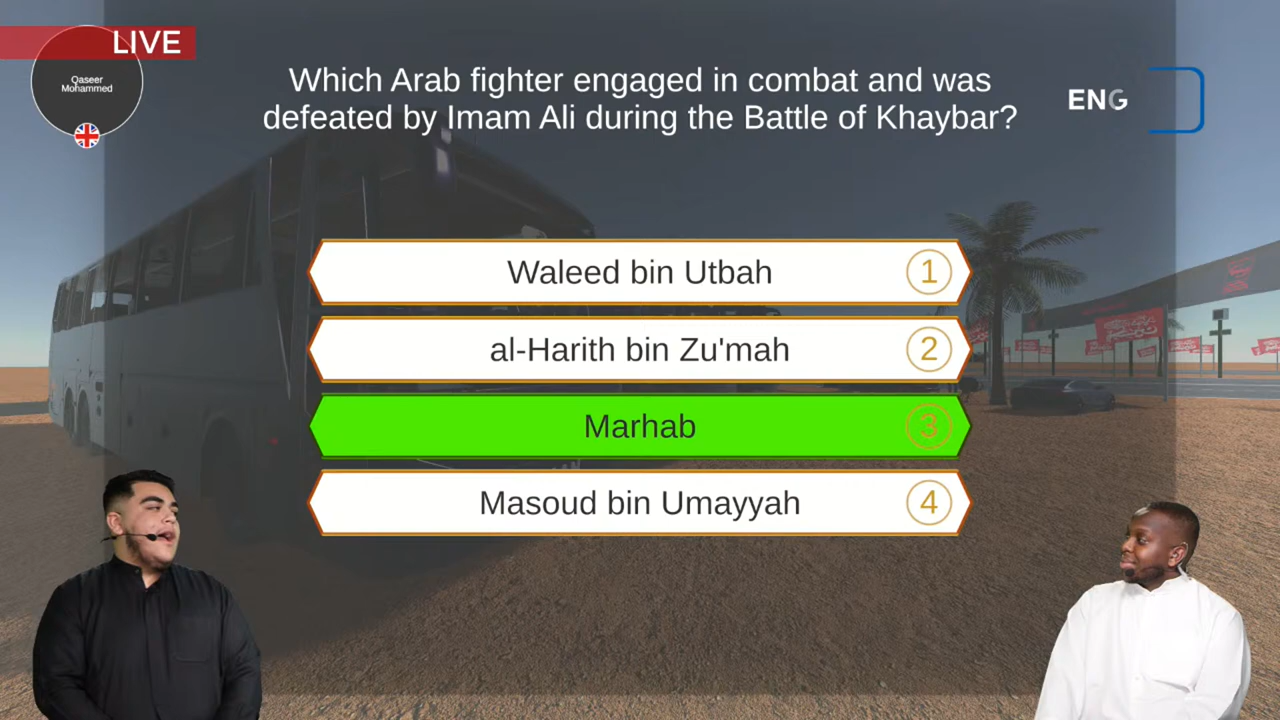 LIVE
Qaseer
Mohammed
Which Arab fighter engaged in combat and was
defeated by Imam Ali during the Battle of Khaybar?
ENG
Waleed bin Utbah 1
al-Harith bin Zu'mah 2
Marhab 3
Masoud bin Umayyah 4